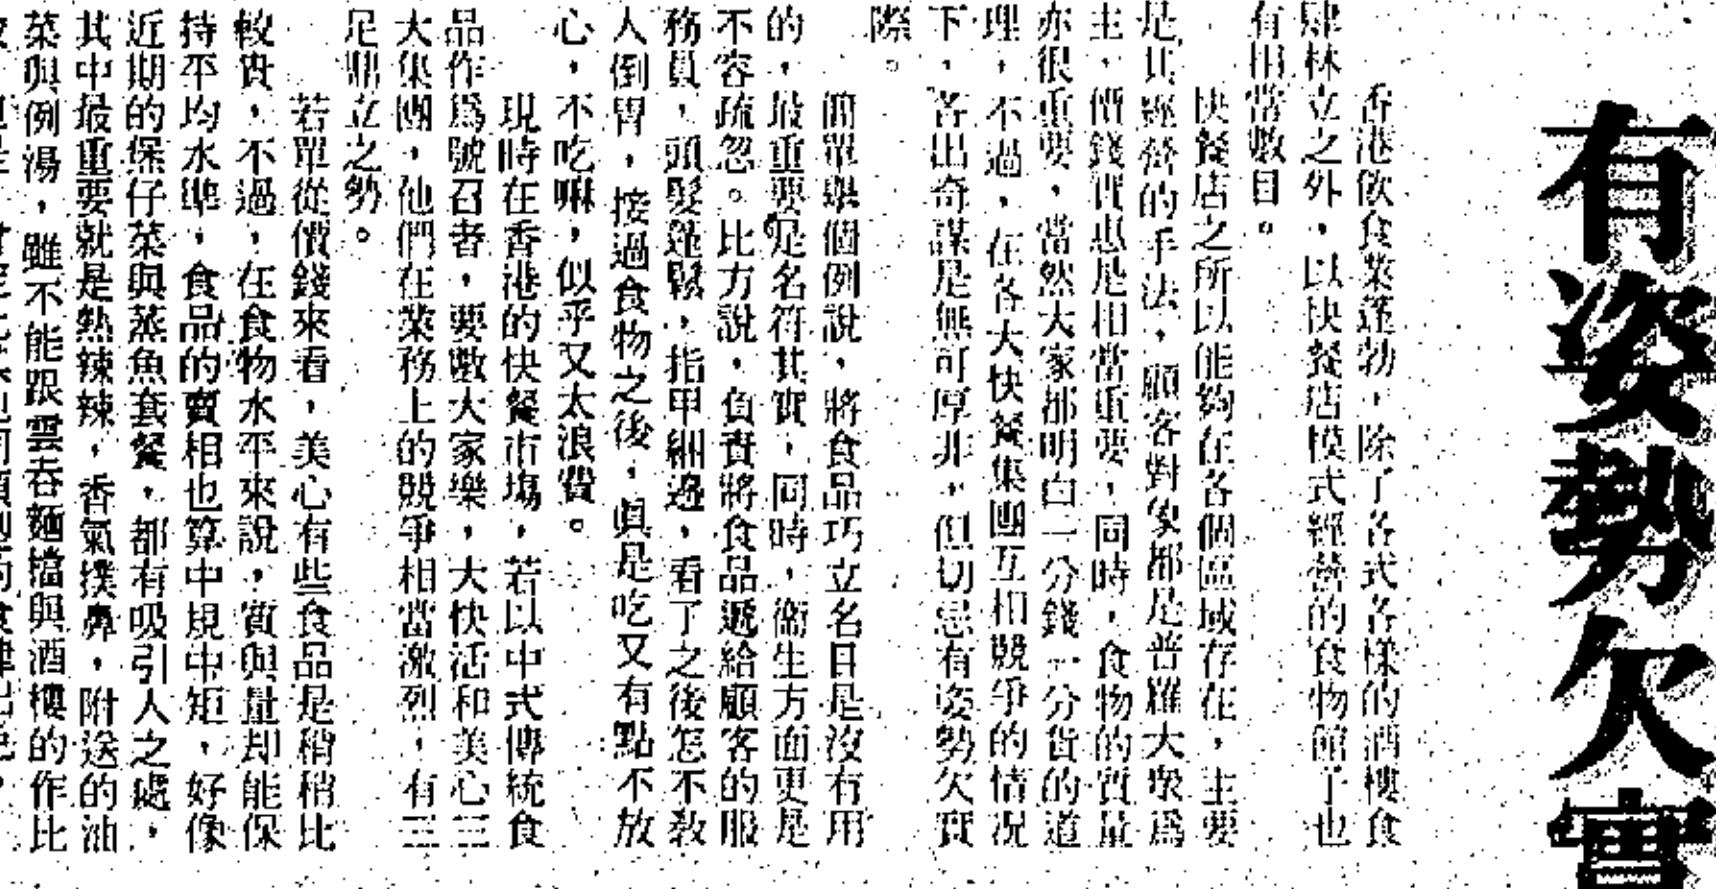 有姿勢欠實
香港飲食業蓬勃，除了各式各樣的酒樓食
肆林立之外，以快餐店模式經營的食物館了也
有相當數目。
快餐店之所以能夠在各個區域存在，主要
是其經營的手法，顧客對象都是普羅大眾爲
主，價錢實惠是相當重要，同時，食物的質量
亦很重要，當然大家都明白一分錢一分貨的道
理，不過，在各大快餐集團互相競爭的情況
下，各出奇謀是無可厚非，但切忌有姿勢欠實
際。
簡單舉個例說，將食品巧立名目是沒有用
的，最重要是名符其實，同時，衞生方面更是
不容疏忽。比方說，負責將食品遞給顧客的服
務員，頭髮蓬鬆，指甲綑邊，看了之後怎不教
人倒胃，接過食物之後，眞是吃又有點不放
心，不吃嘛，似乎又太浪費。
現時在香港的快餐市塲，若以中式傳統食
品作爲號召者，要數大家樂，大快活和美心三
大集團，他們在業務上的競爭相當激烈，有三
足鼎立之勢。
若單從價錢來看，美心有些食品是稍稍比
較貴，不過，在食物水平來說，質與量却能保
持平均水準，食品的賣相也算中規中矩，好像
近期的保仔菜與蒸魚套餐，都有吸引人之處，
其中最重要就是熱辣辣，香氣撲鼻，附送的油
菜與例湯，雖不能跟雲吞麵檔與酒樓的作比